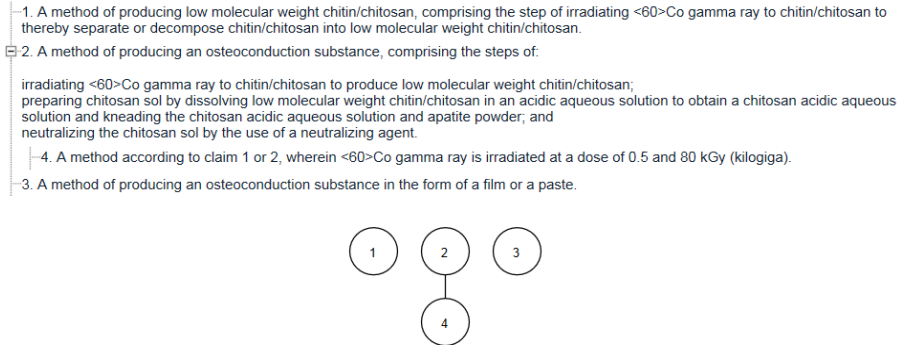 1. A method of producing low molecular weight chitin/chitosan, comprising the step of irradiating <60>Co gamma ray to chitin/chitosan to
thereby separate or decompose chitin/chitosan into low molecular weight chitin/chitosan.
2. A method of producing an osteoconduction substance, comprising the steps of:
irradiating <60>Co gamma ray to chitin/chitosan to produce low molecular weight chitin/chitosan;
preparing chitosan sol by dissolving low molecular weight chitin/chitosan in an acidic aqueous solution to obtain a chitosan acidic aqueous
solution and kneading the chitosan acidic aqueous solution and apatite powder; and
neutralizing the chitosan sol by the use of a neutralizing agent.
4. A method according to claim 1 or 2, wherein <60>Co gamma ray is irradiated at a dose of 0.5 and 80 kGy (kilogiga).
3. A method of producing an osteoconduction substance in the form of a film or a paste.
1 2 3
4